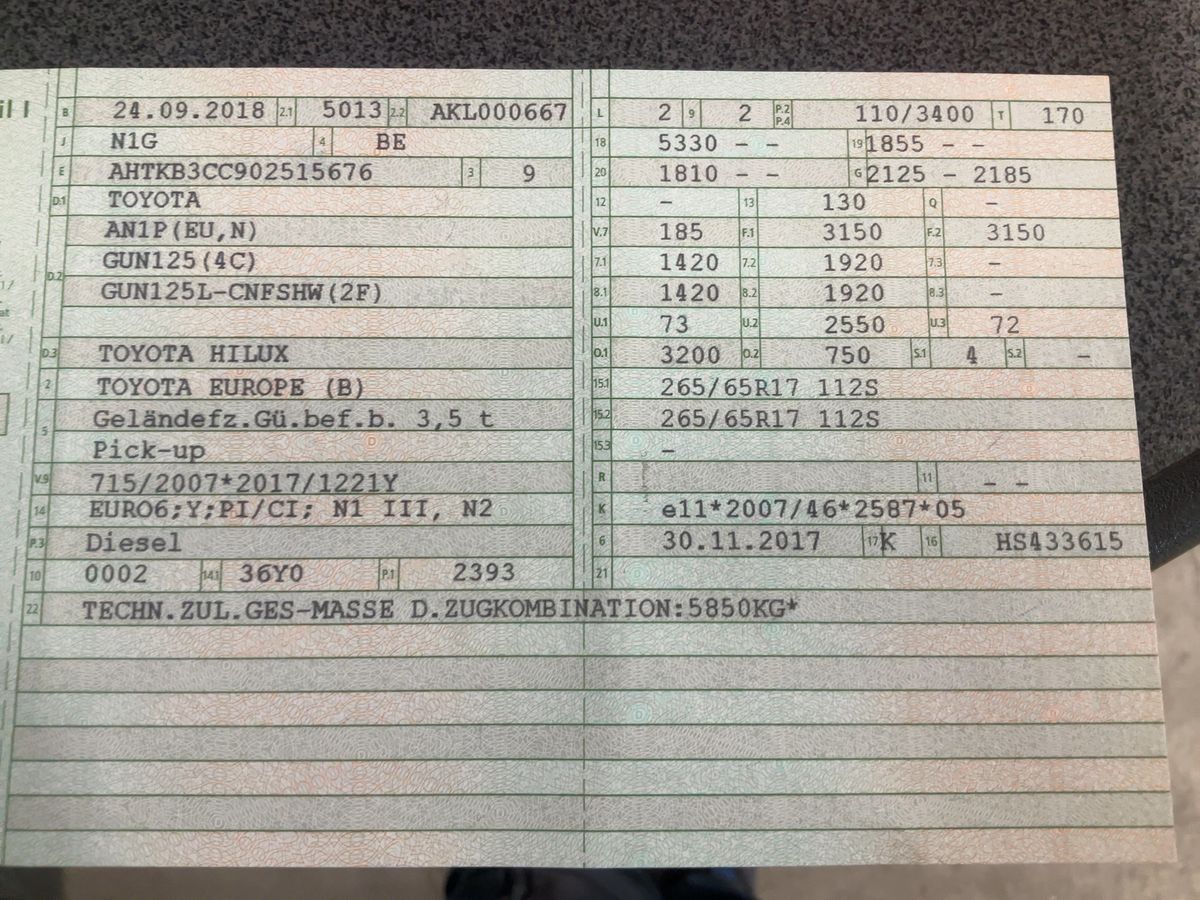 il I
B 24.09.2018 2.1 5013 2.2 AKL000667
J N1G 4 BE
E AHTKB3CC902515676 3 9
D.1 TOYOTA
AN1P(EU,N)
D.2 GUN125(4C)
GUN125L-CNFSHW(2F)
D.3 TOYOTA HILUX
2 TOYOTA EUROPE (B)
5 Geländefz.Gü.bef.b. 3,5 t
Pick-up
V.9 715/2007*2017/1221Y
14 EURO6;Y;PI/CI; N1 III, N2
P.3 Diesel
10 0002 14.1 36Y0 P.1 2393
L 2 9 2 P.2 P.4 110/3400 T 170
18 5330 – – 19 1855 – –
20 1810 – – G 2125 – 2185
12 – 13 130 Q –
V.7 185 F.1 3150 F.2 3150
7.1 1420 7.2 1920 7.3 –
8.1 1420 8.2 1920 8.3 –
U.1 73 U.2 2550 U.3 72
O.1 3200 O.2 750 S.1 4 S.2 –
15.1 265/65R17 112S
15.2 265/65R17 112S
15.3 –
R 11 – –
K e11*2007/46*2587*05
6 30.11.2017 17 K 16 HS433615
21
22 TECHN.ZUL.GES-MASSE D.ZUGKOMBINATION:5850KG*